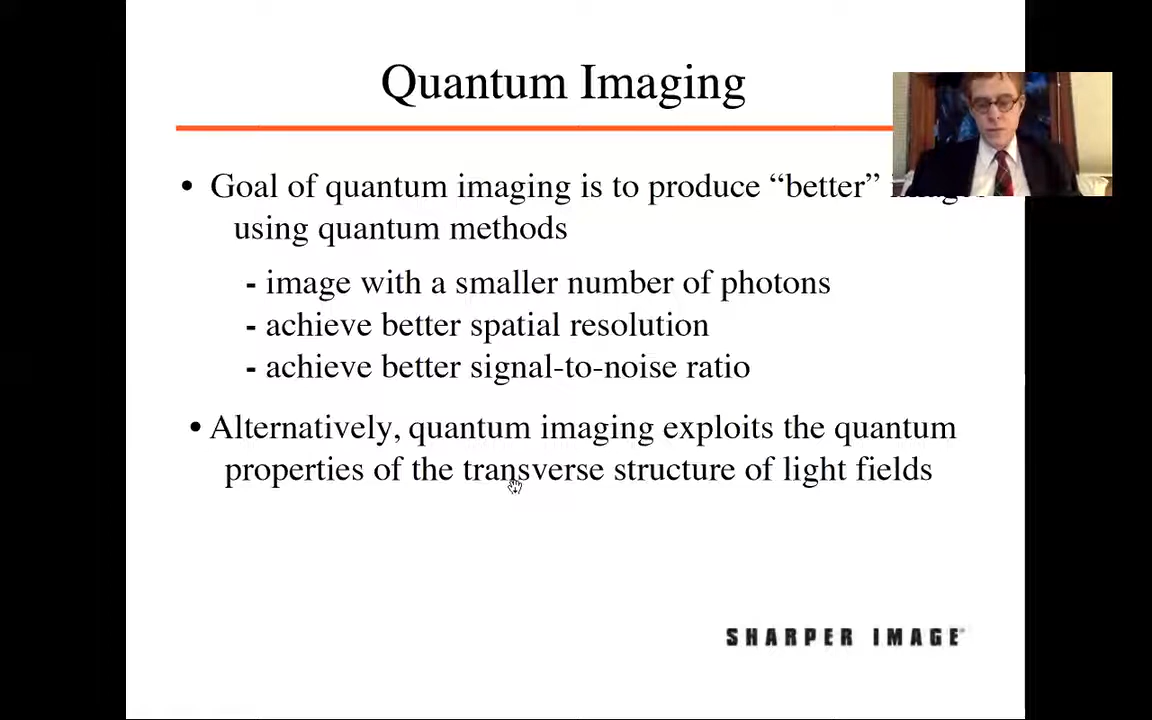 Quantum Imaging
• Goal of quantum imaging is to produce “better”
using quantum methods
- image with a smaller number of photons
- achieve better spatial resolution
- achieve better signal-to-noise ratio
• Alternatively, quantum imaging exploits the quantum
properties of the transverse structure of light fields
SHARPER IMAGE